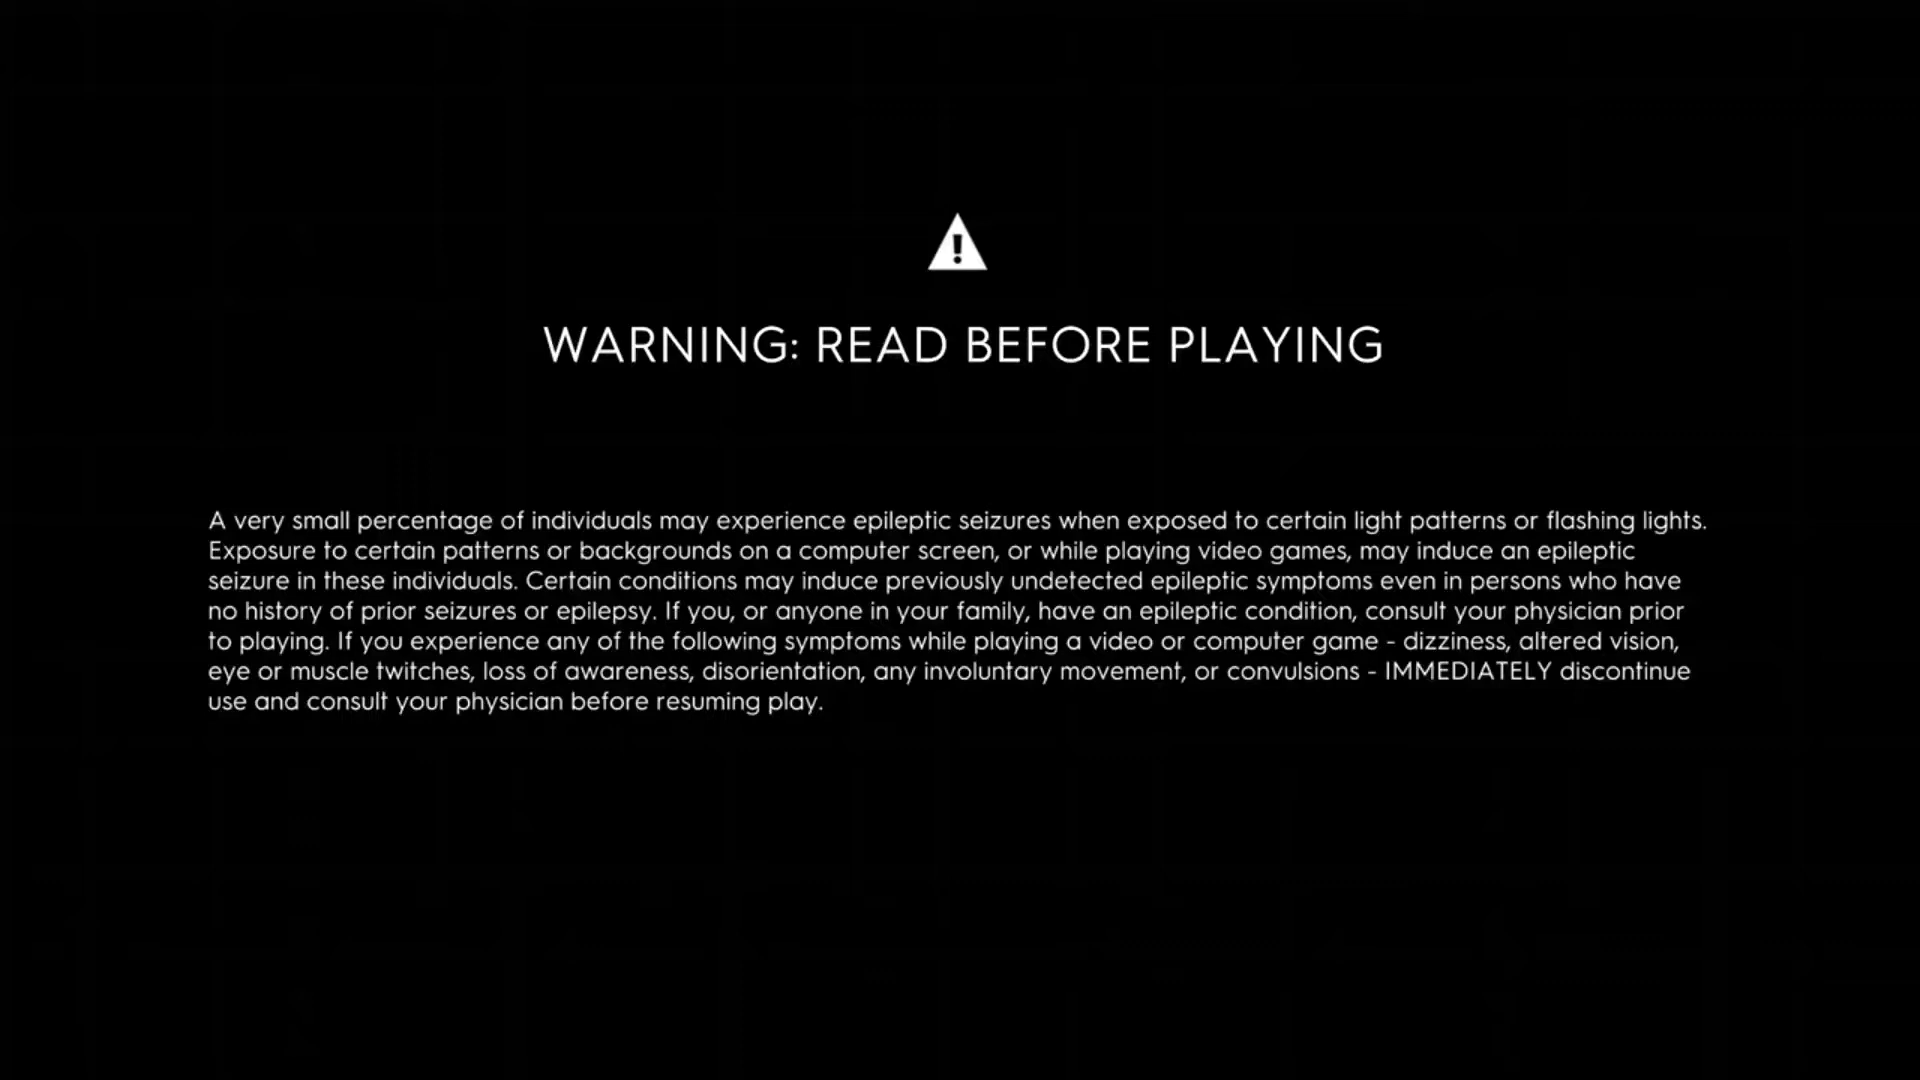 WARNING: READ BEFORE PLAYING
A very small percentage of individuals may experience epileptic seizures when exposed to certain light patterns or flashing lights.
Exposure to certain patterns or backgrounds on a computer screen, or while playing video games, may induce an epileptic
seizure in these individuals. Certain conditions may induce previously undetected epileptic symptoms even in persons who have
no history of prior seizures or epilepsy. If you, or anyone in your family, have an epileptic condition, consult your physician prior
to playing. If you experience any of the following symptoms while playing a video or computer game - dizziness, altered vision,
eye or muscle twitches, loss of awareness, disorientation, any involuntary movement, or convulsions - IMMEDIATELY discontinue
use and consult your physician before resuming play.